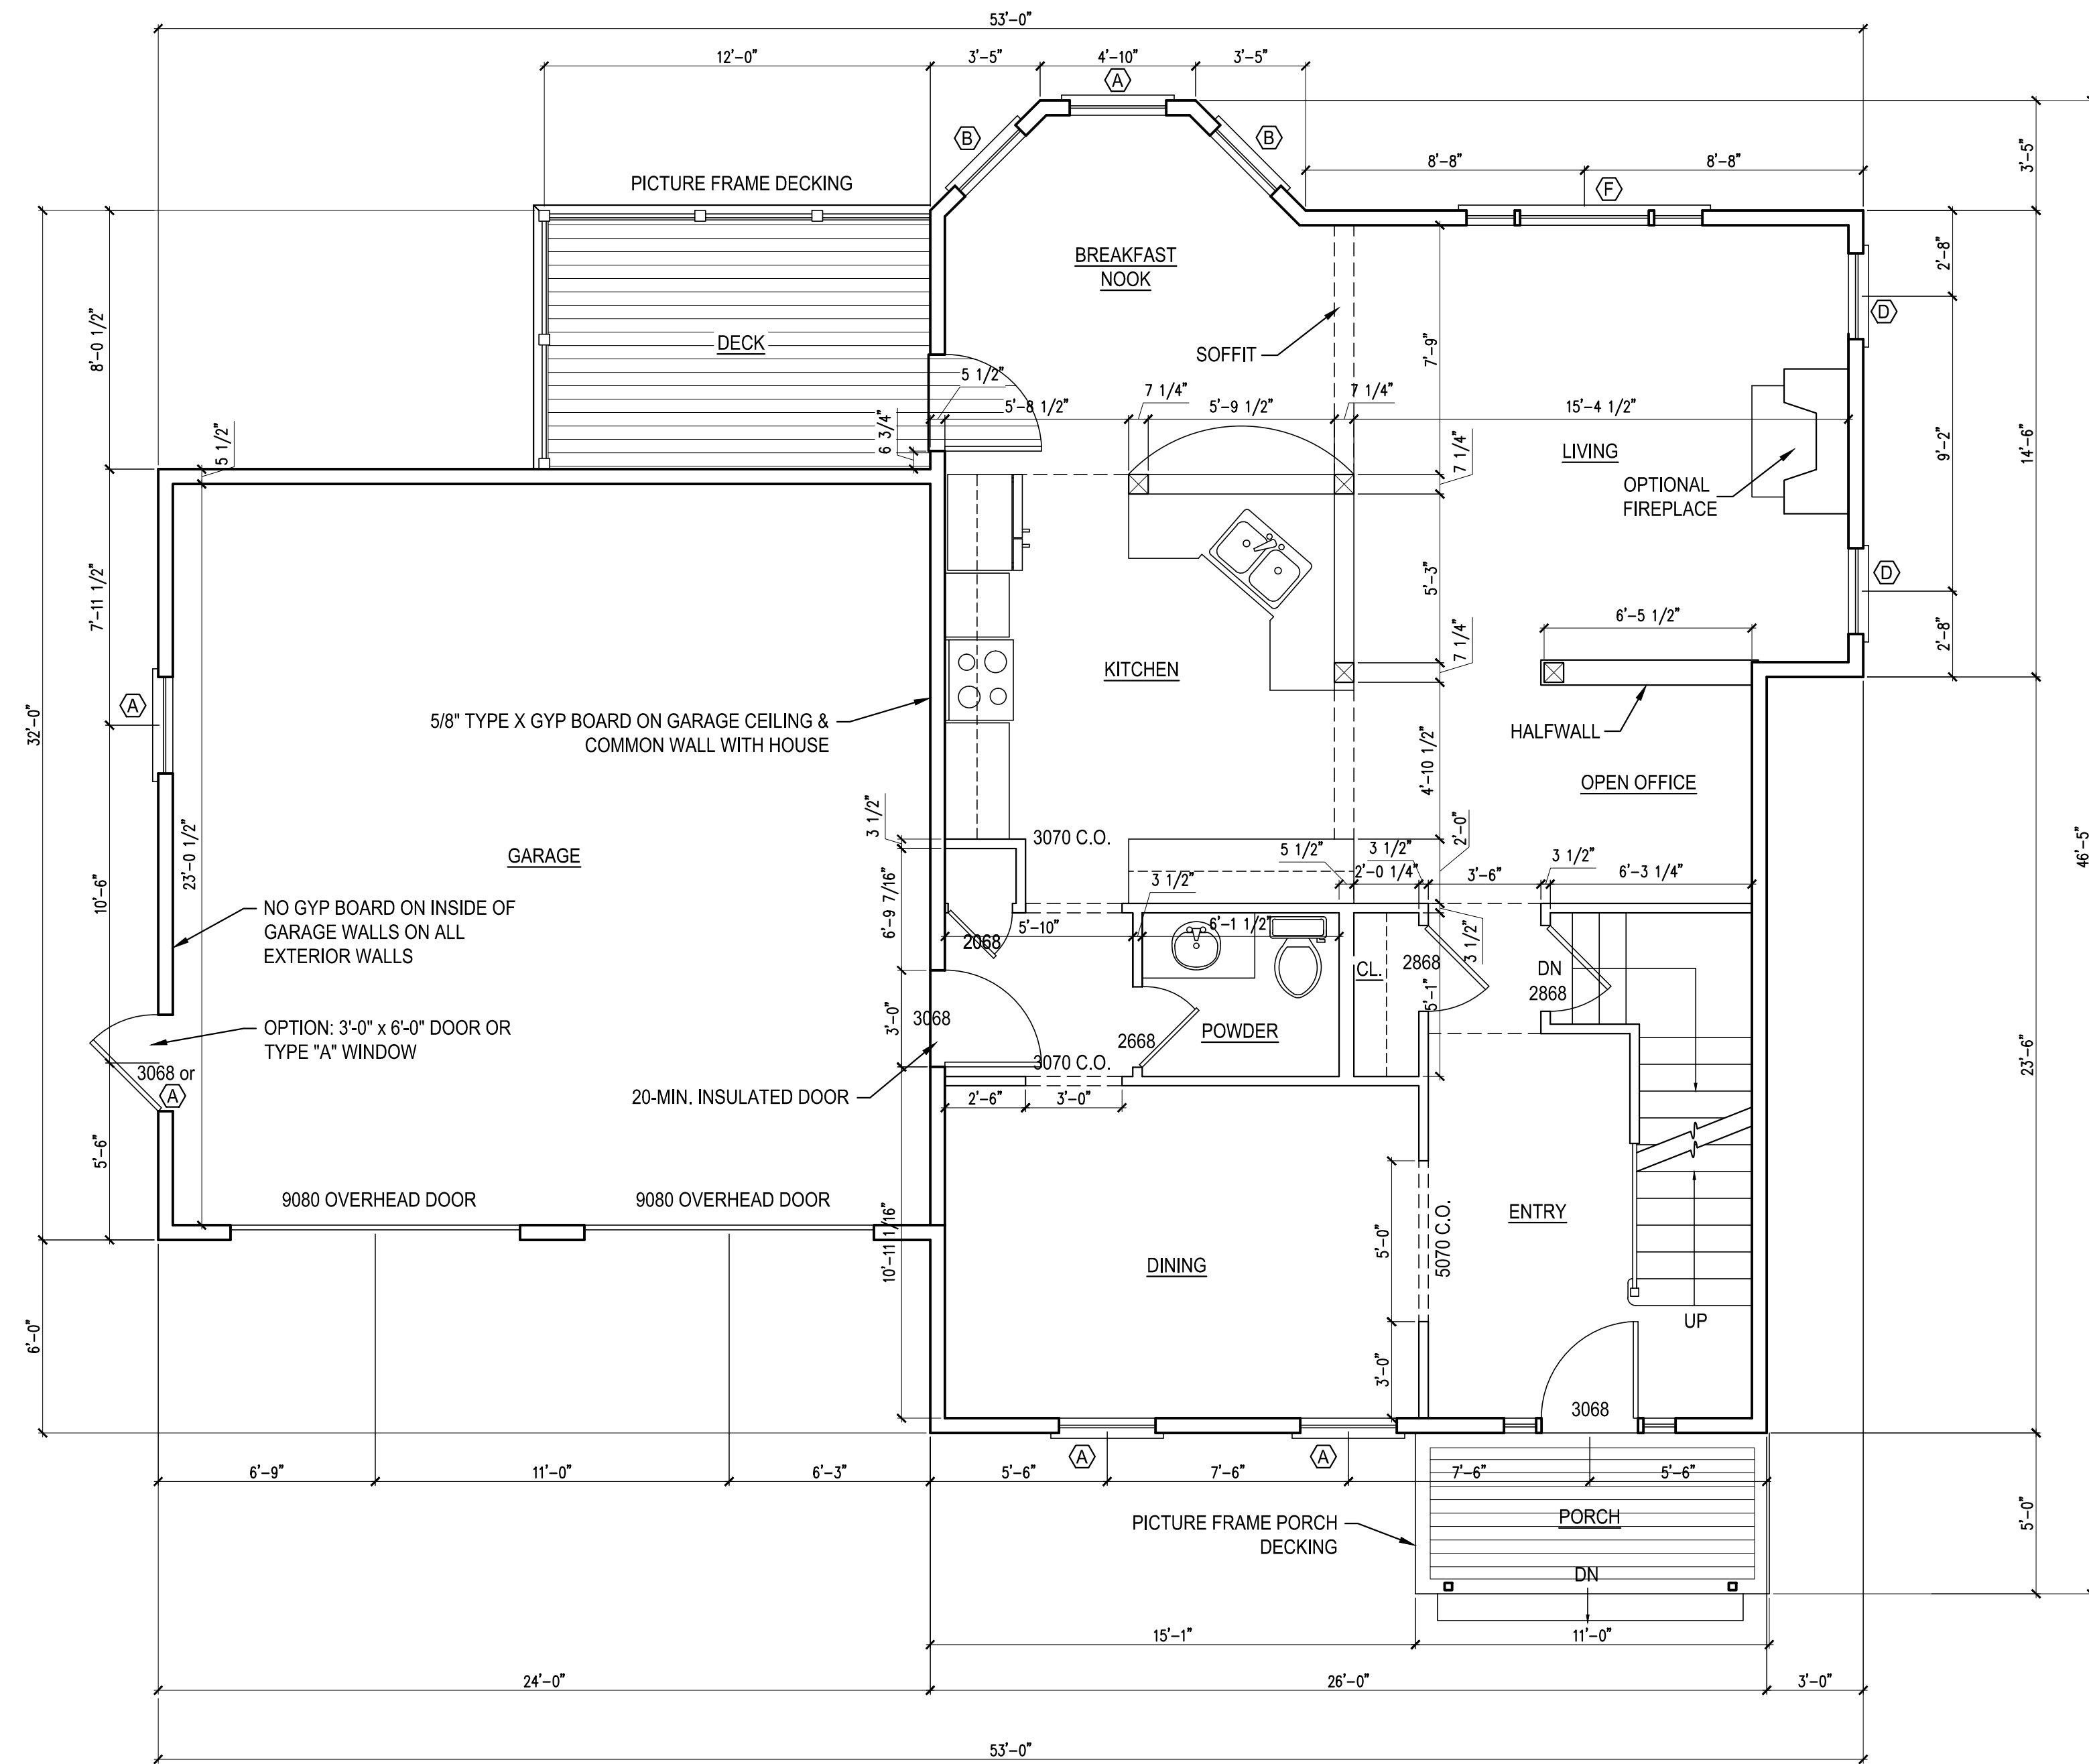 53'-0"
12'-0"
3'-5"
4'-10"
3'-5"
A
B
B
8'-8"
8'-8"
3'-5"
PICTURE FRAME DECKING
F
BREAKFAST
NOOK
2'-8"
8'-0 1/2"
DECK
SOFFIT
7'-9"
D
5 1/2"
7 1/4"
7 1/4"
5'-8 1/2"
5'-9 1/2"
15'-4 1/2"
6 3/4"
5 1/2"
7 1/4"
LIVING
9'-2"
14'-6"
OPTIONAL
FIREPLACE
7'-11 1/2"
5'-3"
D
6'-5 1/2"
7 1/4"
2'-8"
KITCHEN
A
32'-0"
5/8" TYPE X GYP BOARD ON GARAGE CEILING &
COMMON WALL WITH HOUSE
HALFWALL
4'-10 1/2"
OPEN OFFICE
3 1/2"
3070 C.O.
2'-0"
46'-5"
23'-0 1/2"
GARAGE
5 1/2"
3 1/2"
3 1/2"
2'-0 1/4"
3'-6"
6'-3 1/4"
3 1/2"
10'-6"
NO GYP BOARD ON INSIDE OF
GARAGE WALLS ON ALL
EXTERIOR WALLS
6'-9 7/16"
5'-10"
6'-1 1/2"
2068
3 1/2"
CL.
2868
DN
2868
5'-1"
3'-0"
3068
OPTION: 3'-0" x 6'-0" DOOR OR
TYPE "A" WINDOW
2668
POWDER
3070 C.O.
3068 or
A
20-MIN. INSULATED DOOR
2'-6"
3'-0"
23'-6"
5'-6"
9080 OVERHEAD DOOR
9080 OVERHEAD DOOR
10'-11 1/16"
5'-0"
5070 C.O.
ENTRY
DINING
UP
6'-0"
3'-0"
3068
A
A
6'-9"
11'-0"
6'-3"
5'-6"
7'-6"
7'-6"
5'-6"
PICTURE FRAME PORCH
DECKING
PORCH
5'-0"
DN
15'-1"
11'-0"
24'-0"
26'-0"
3'-0"
53'-0"